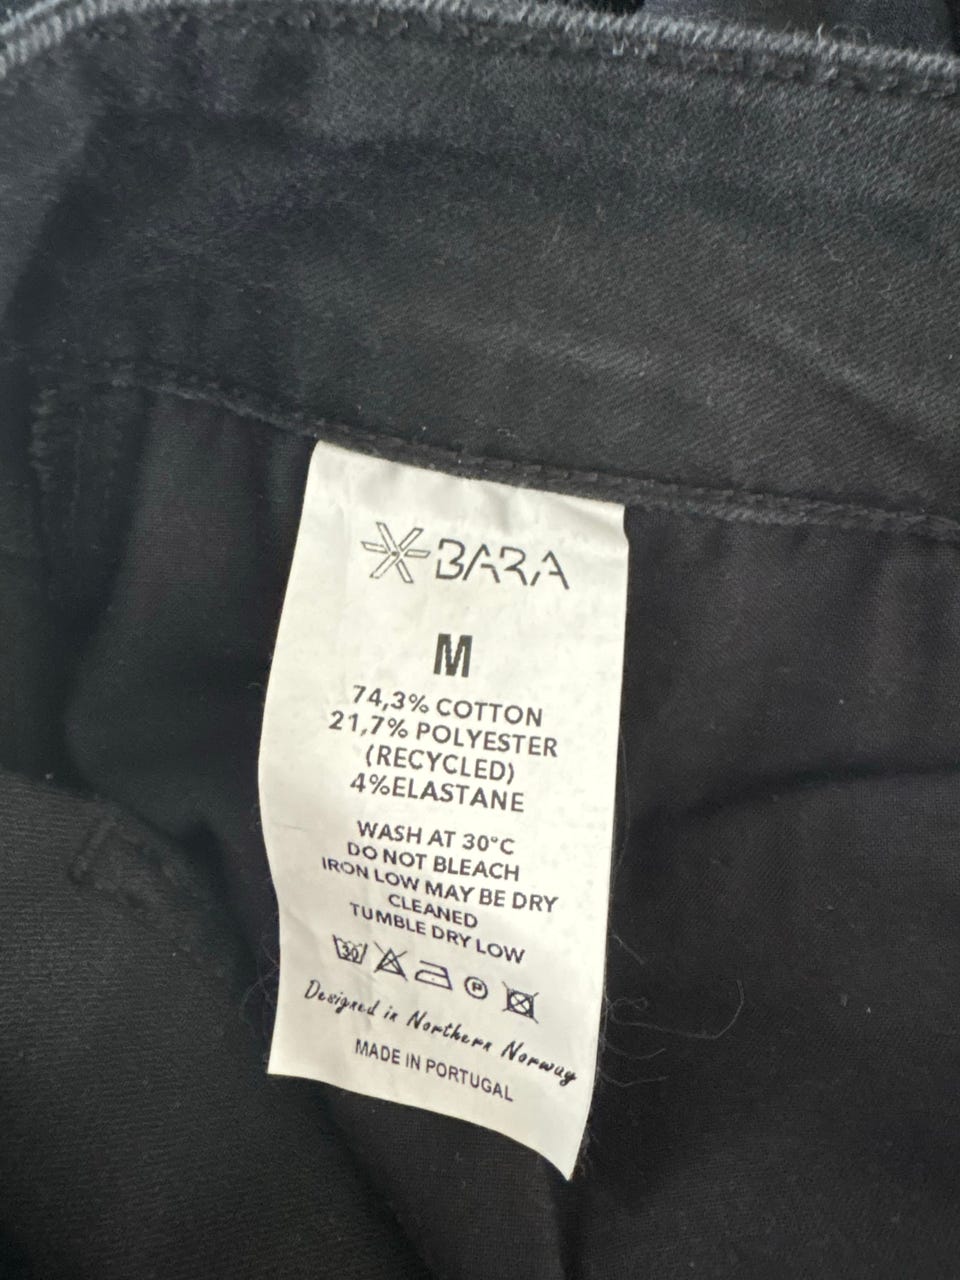 BARA
M
74,3% COTTON
21,7% POLYESTER
(RECYCLED)
4%ELASTANE
WASH AT 30°C
DO NOT BLEACH
IRON LOW MAY BE DRY
CLEANED
TUMBLE DRY LOW
30 P
Designed in Northern Norway
MADE IN PORTUGAL